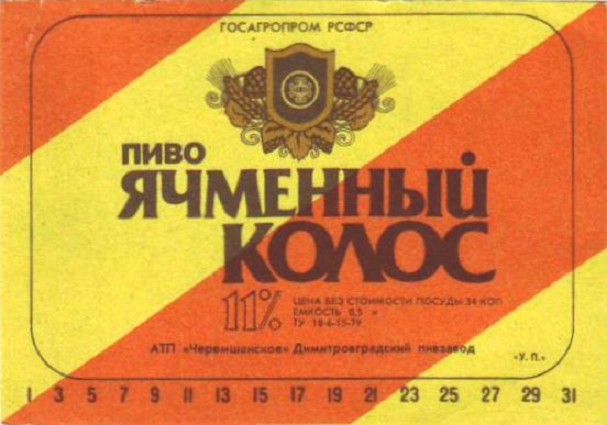 ГОСАГРОПРОМ РСФСР
ПИВО
ЯЧМЕННЫЙ
КОЛОС
11%
ЦЕНА БЕЗ СТОИМОСТИ ПОСУДЫ 34 КОП
ЕМКОСТЬ 0,5 л
ТУ 18-6-15-79
АТП «Черемшанское» Димитровградский пивзавод
«У.П.»
1 3 5 7 9 11 13 15 17 19 21 23 25 27 29 31